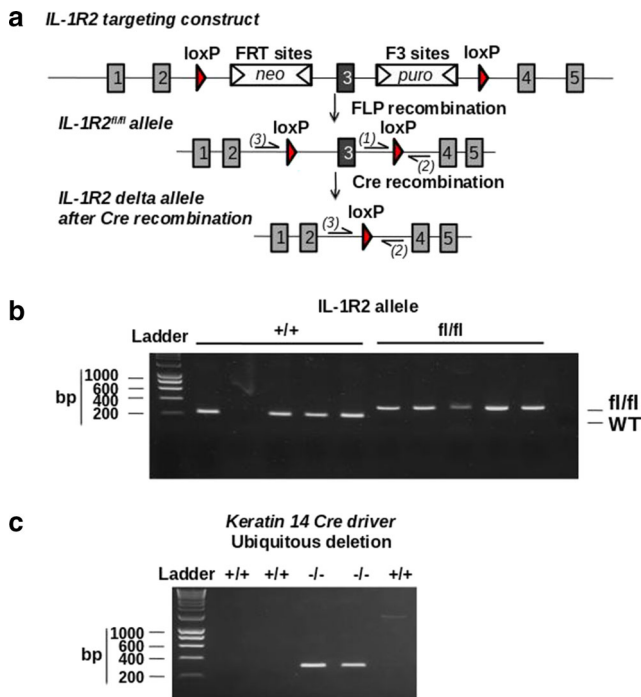 a IL-1R2 targeting construct
loxP FRT sites F3 sites loxP
1 2 neo 3 puro 4 5
FLP recombination
IL-1R2fl/fl allele
(3) loxP (1) loxP
1 2 3 (2) 4 5
Cre recombination
IL-1R2 delta allele
after Cre recombination
loxP
(3)
1 2 (2) 4 5
b IL-1R2 allele
Ladder +/+ fl/fl
bp
1000
600
400
200
fl/fl
WT
c Keratin 14 Cre driver
Ubiquitous deletion
Ladder +/+ +/+ -/- -/- +/+
bp
1000
600
400
200